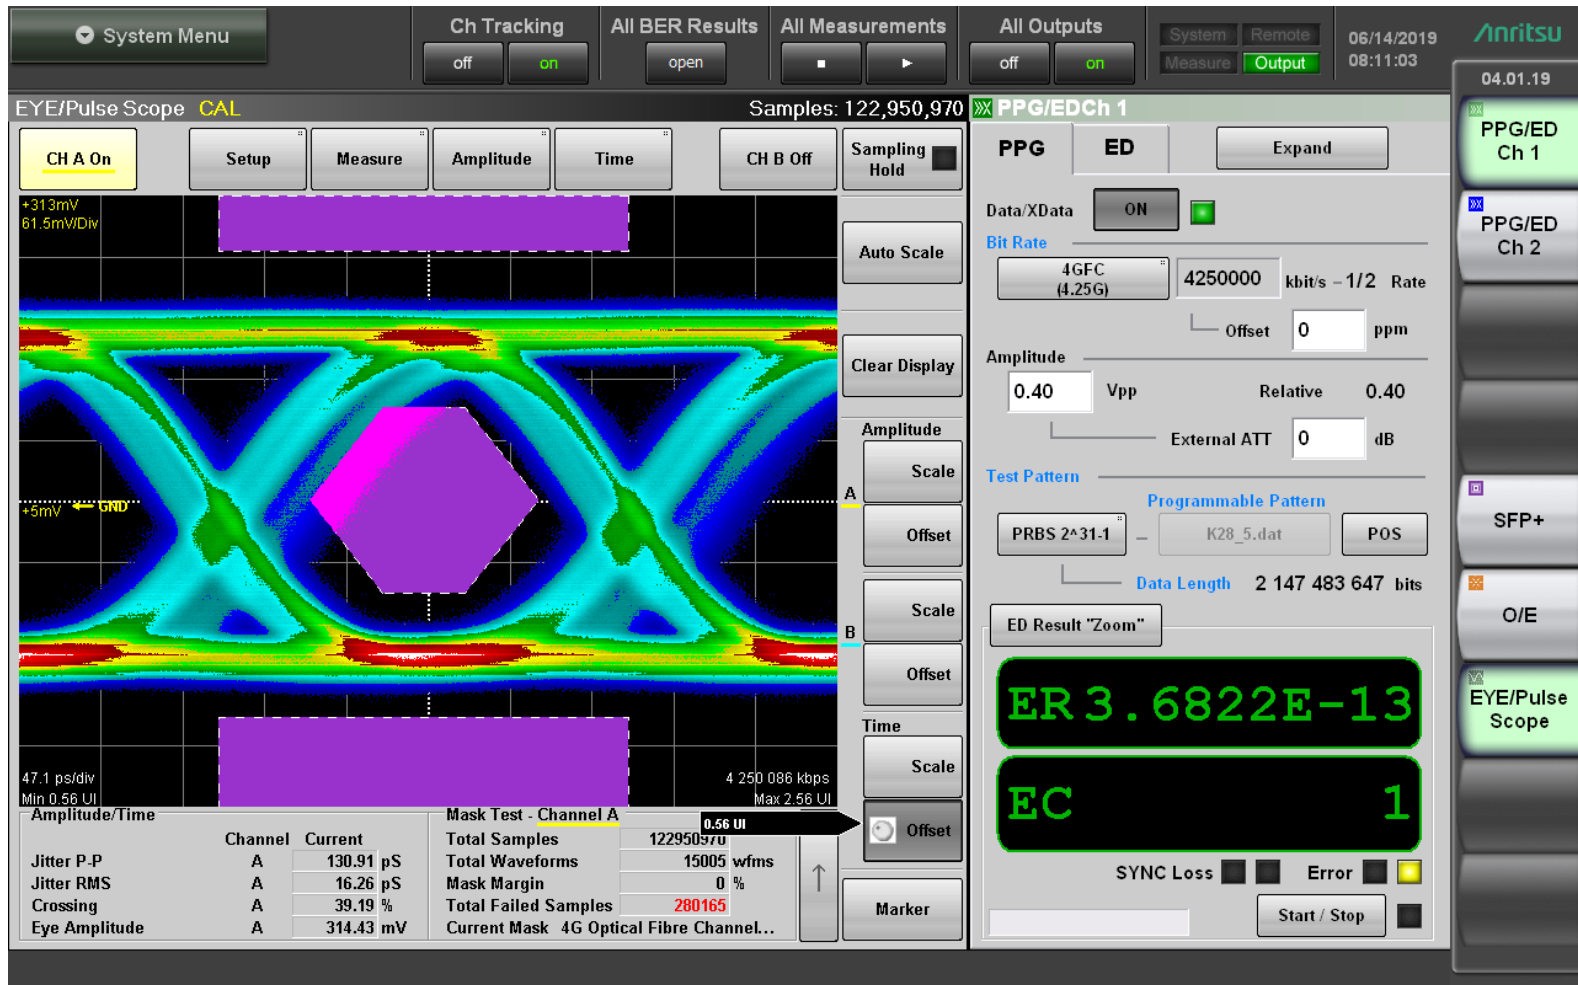 System Menu
Ch Tracking
off on
All BER Results
open
All Measurements
All Outputs
off on
System Remote
Measure Output
06/14/2019
08:11:03
Anritsu
04.01.19
EYE/Pulse Scope CAL Samples: 122,950,970
CH A On
Setup
Measure
Amplitude
Time
CH B Off
Sampling
Hold
+313mV
61.5mV/Div
+5mV
GND
47.1 ps/div
Min 0.56 UI
4 250 086 kbps
Max 2.56 UI
Auto Scale
Clear Display
Amplitude
Scale
A
Offset
Scale
B
Offset
Time
Scale
0.56 UI
Offset
Marker
Amplitude/Time
Channel Current
Jitter P-P A 130.91 pS
Jitter RMS A 16.26 pS
Crossing A 39.19 %
Eye Amplitude A 314.43 mV
Mask Test - Channel A
Total Samples 122950970
Total Waveforms 15005 wfms
Mask Margin 0 %
Total Failed Samples 280165
Current Mask 4G Optical Fibre Channel...
PPG/EDCh 1
PPG
ED
Expand
Data/XData ON
Bit Rate
4GFC
(4.25G)
4250000 kbit/s - 1/2 Rate
Offset 0 ppm
Amplitude
0.40 Vpp Relative 0.40
External ATT 0 dB
Test Pattern
Programmable Pattern
PRBS 2^31-1 K28_5.dat POS
Data Length 2 147 483 647 bits
ED Result "Zoom"
ER 3.6822E-13
EC 1
SYNC Loss Error
Start / Stop
PPG/ED
Ch 1
PPG/ED
Ch 2
SFP+
O/E
EYE/Pulse
Scope